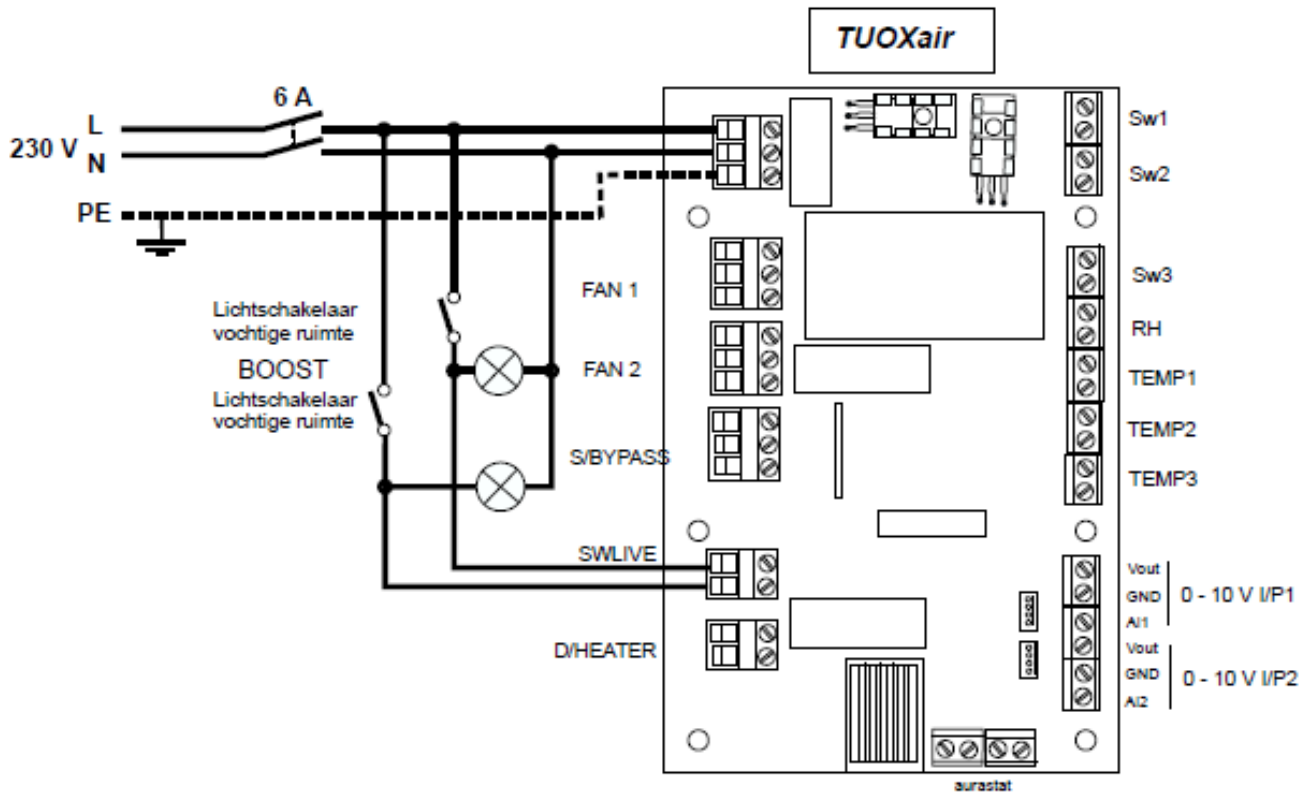 TUOXair
6 A
L
230 V
N
PE
Sw1
Sw2
FAN 1
Sw3
Lichtschakelaar
vochtige ruimte
RH
BOOST
FAN 2
TEMP1
Lichtschakelaar
vochtige ruimte
TEMP2
S/BYPASS
TEMP3
SWLIVE
Vout
GND
0 - 10 V I/P1
AI1
Vout
D/HEATER
GND
0 - 10 V I/P2
AI2
aurastat